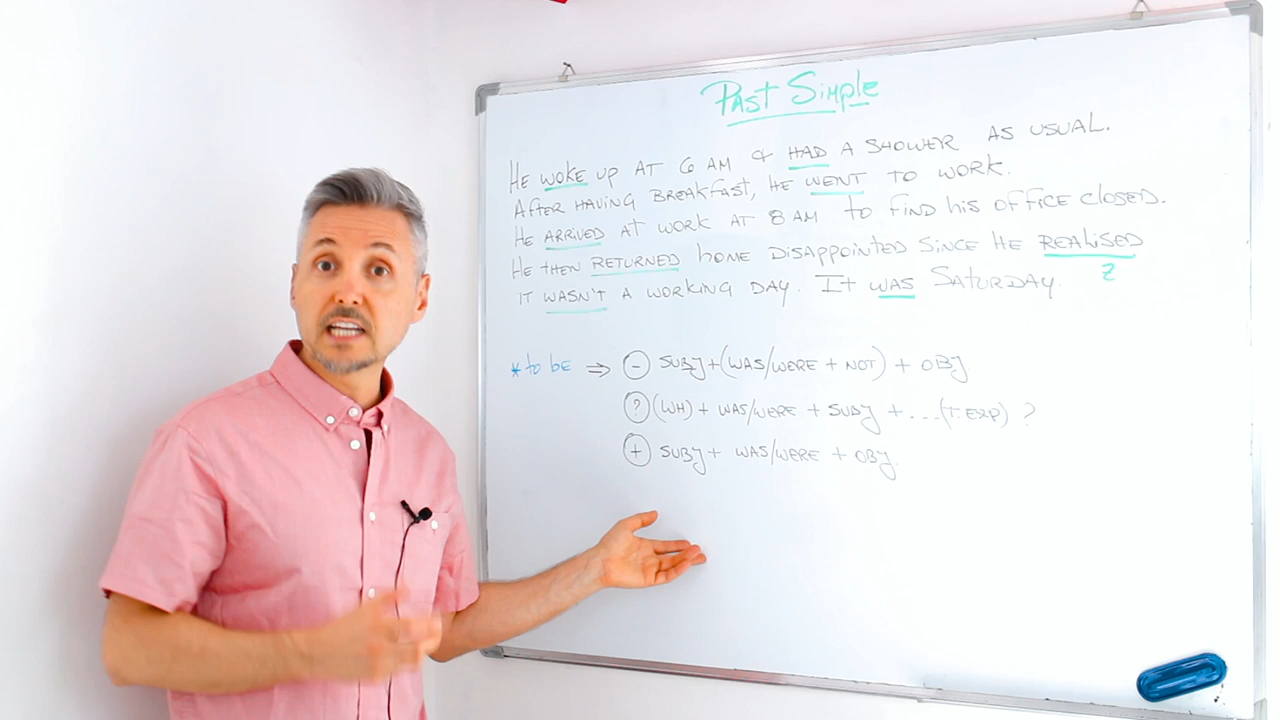 Past Simple
HE WOKE UP AT 6 AM & HAD A SHOWER AS USUAL.
AFTER HAVING BREAKFAST, HE WENT TO WORK.
HE ARRIVED AT WORK AT 8 AM to FIND his OFFICE CLOSED.
HE then RETURNED home DISAPPOINTED SINCE HE REALISED
Z
IT WASN'T A WORKING DAY. It WAS SATURDAY.
* to be ⇒ (-) SUBJ + (WAS/WERE + NOT) + OBJ
(?) (WH) + WAS/WERE + SUBJ + ... (T. EXP) ?
(+) SUBJ + WAS/WERE + OBJ.